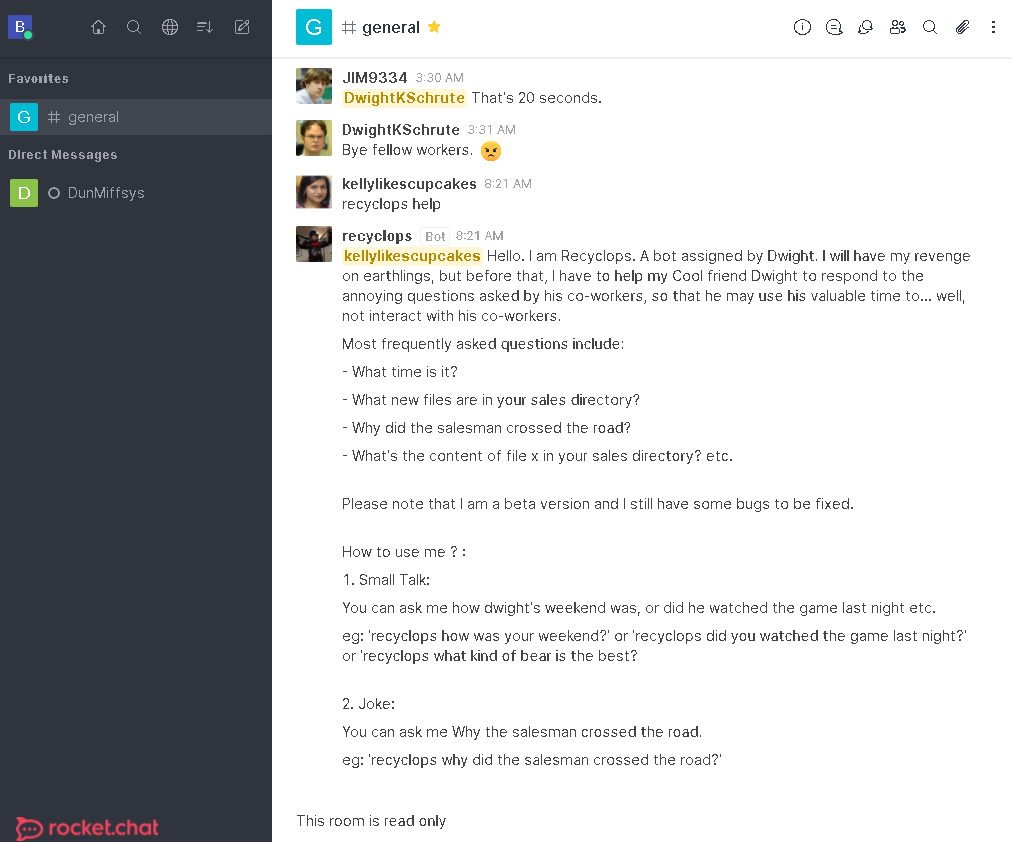 B
G
# general
Favorites
G # general
Direct Messages
D DunMiffsys
JIM9334 3:30 AM
DwightKSchrute That's 20 seconds.
DwightKSchrute 3:31 AM
Bye fellow workers.
kellylikescupcakes 8:21 AM
recyclops help
recyclops Bot 8:21 AM
kellylikescupcakes Hello. I am Recyclops. A bot assigned by Dwight. I will have my revenge
on earthlings, but before that, I have to help my Cool friend Dwight to respond to the
annoying questions asked by his co-workers, so that he may use his valuable time to... well,
not interact with his co-workers.
Most frequently asked questions include:
- What time is it?
- What new files are in your sales directory?
- Why did the salesman crossed the road?
- What's the content of file x in your sales directory? etc.
Please note that I am a beta version and I still have some bugs to be fixed.
How to use me ? :
1. Small Talk:
You can ask me how dwight's weekend was, or did he watched the game last night etc.
eg: 'recyclops how was your weekend?' or 'recyclops did you watched the game last night?'
or 'recyclops what kind of bear is the best?
2. Joke:
You can ask me Why the salesman crossed the road.
eg: 'recyclops why did the salesman crossed the road?'
This room is read only
rocket.chat